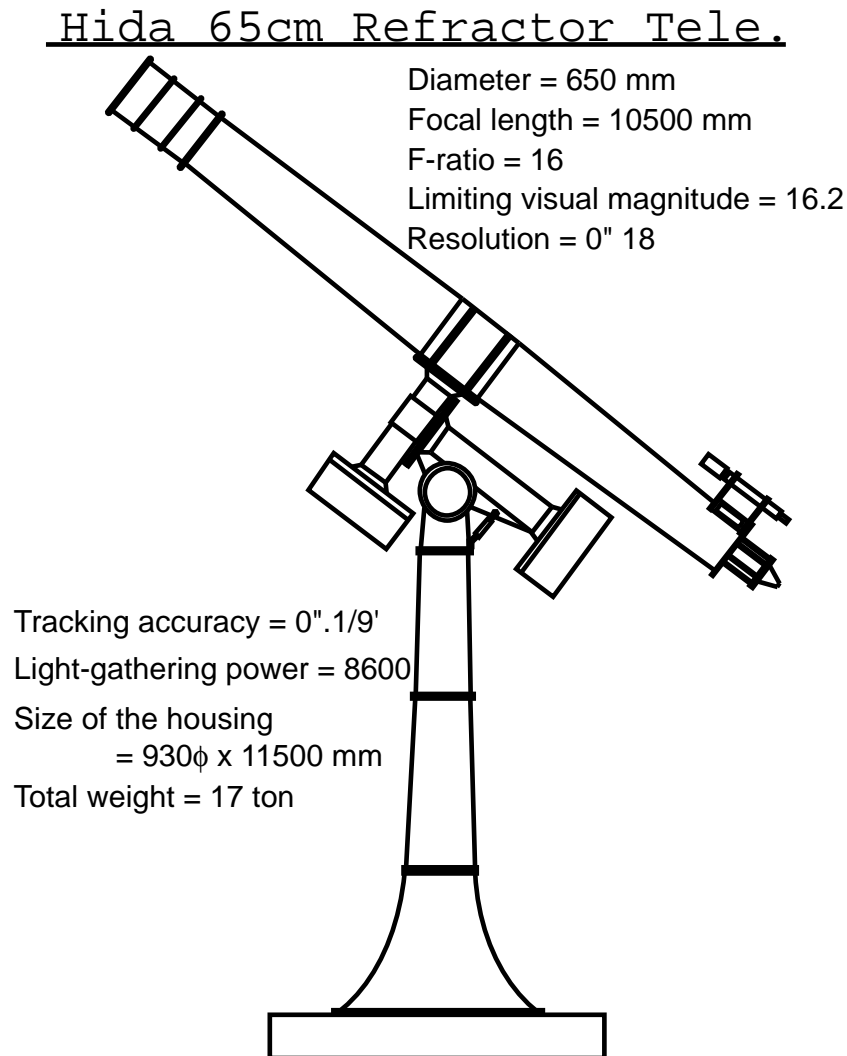 Hida 65cm Refractor Tele.
Diameter = 650 mm
Focal length = 10500 mm
F-ratio = 16
Limiting visual magnitude = 16.2
Resolution = 0" 18
Tracking accuracy = 0".1/9'
Light-gathering power = 8600
Size of the housing
= 930ϕ x 11500 mm
Total weight = 17 ton